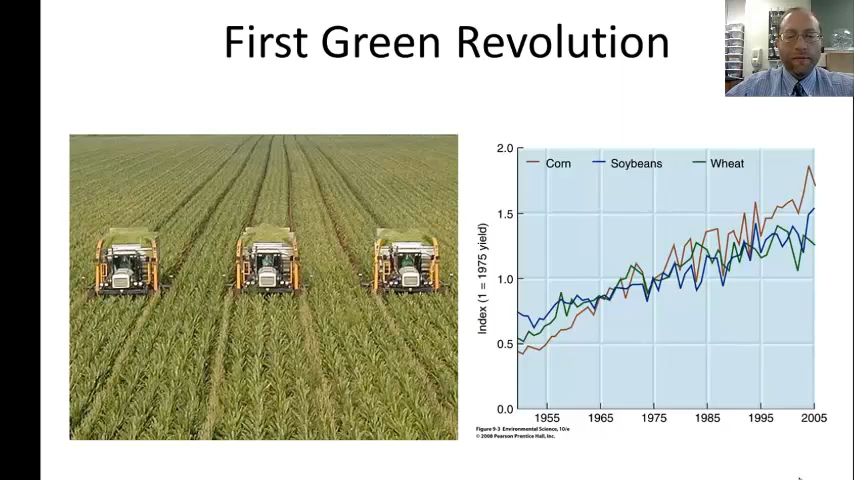 First Green Revolution
2.0
Corn
Soybeans
Wheat
1.5
1.0
0.5
0.0
Index (1 = 1975 yield)
1955
1965
1975
1985
1995
2005
Figure 9-3 Environmental Science, 10/e
© 2008 Pearson Prentice Hall, Inc.